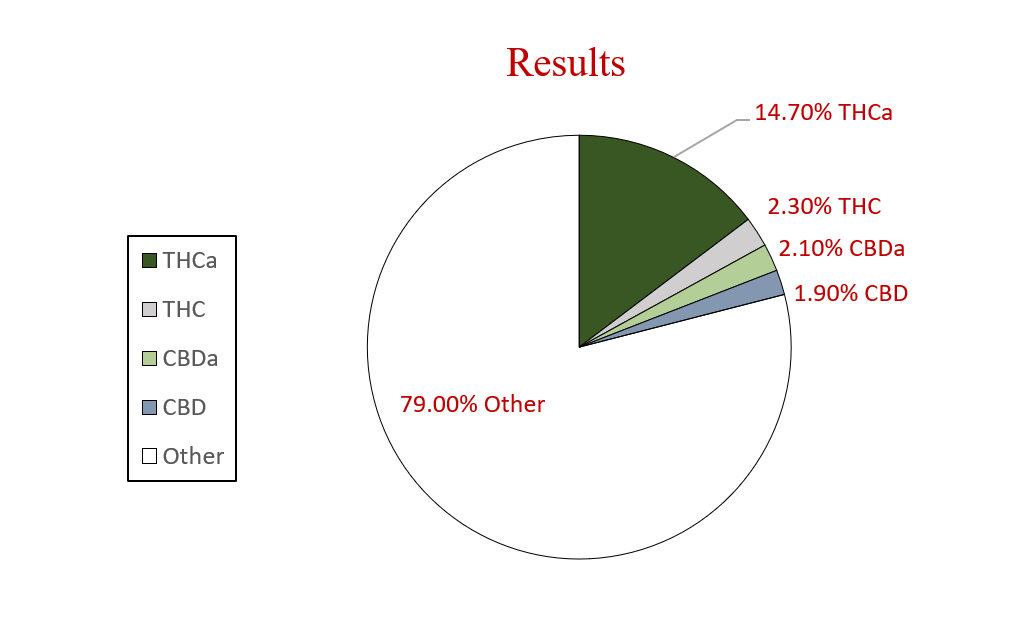 Results
14.70% THCa
2.30% THC
2.10% CBDa
1.90% CBD
79.00% Other
THCa
THC
CBDa
CBD
Other